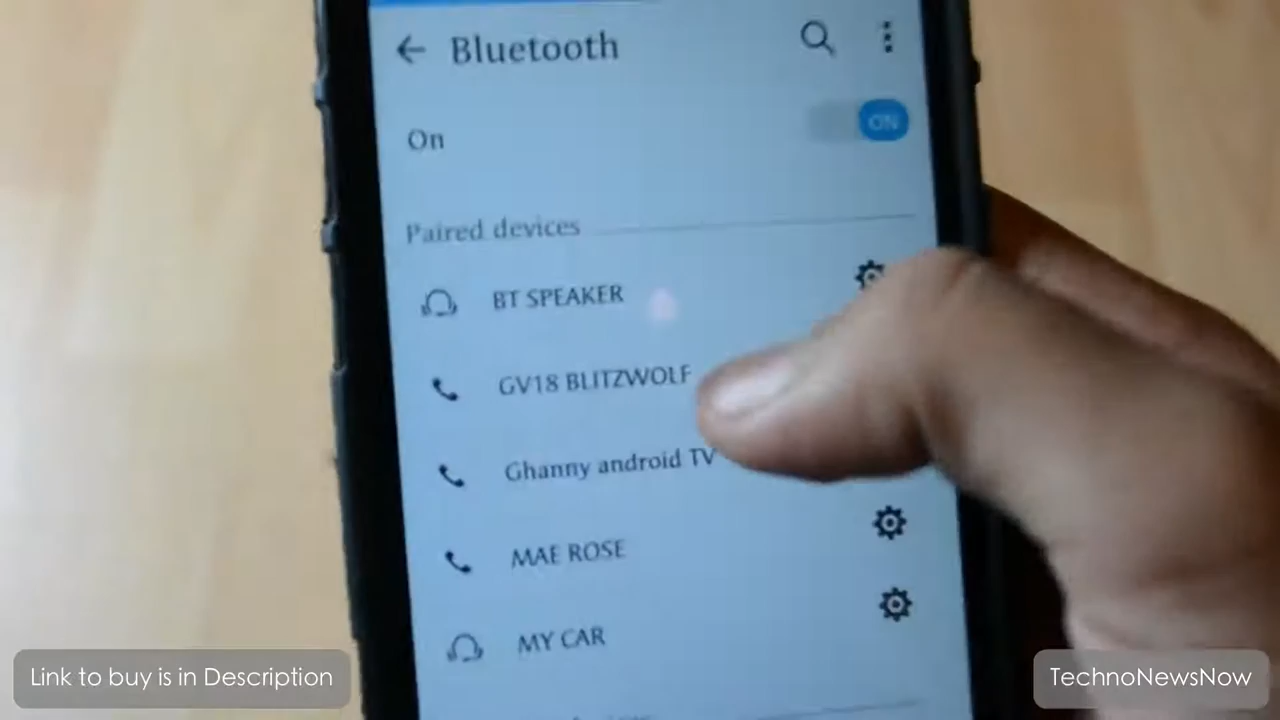 Bluetooth
On
ON
Paired devices
BT SPEAKER
GV18 BLITZWOLF
Ghanny android TV
MAE ROSE
MY CAR
Link to buy is in Description
TechnoNewsNow